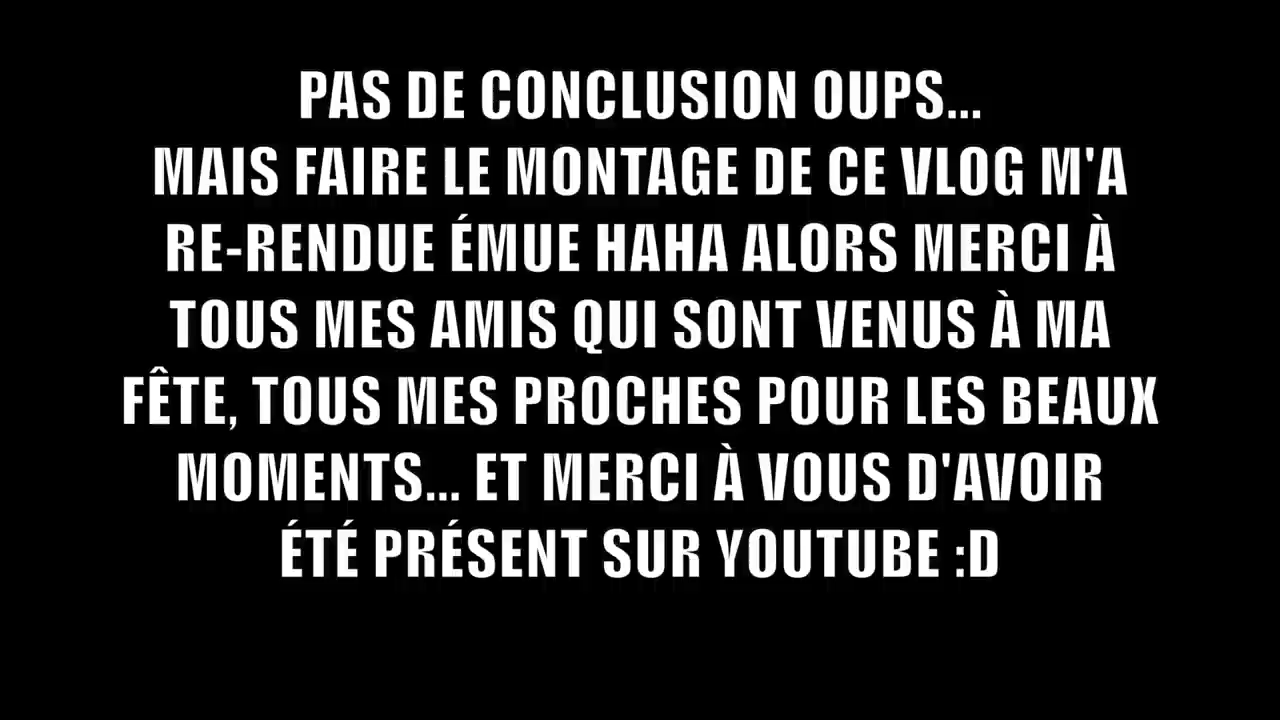 PAS DE CONCLUSION OUPS...
MAIS FAIRE LE MONTAGE DE CE VLOG M'A
RE-RENDUE ÉMUE HAHA ALORS MERCI À
TOUS MES AMIS QUI SONT VENUS À MA
FÊTE, TOUS MES PROCHES POUR LES BEAUX
MOMENTS... ET MERCI À VOUS D'AVOIR
ÉTÉ PRÉSENT SUR YOUTUBE :D